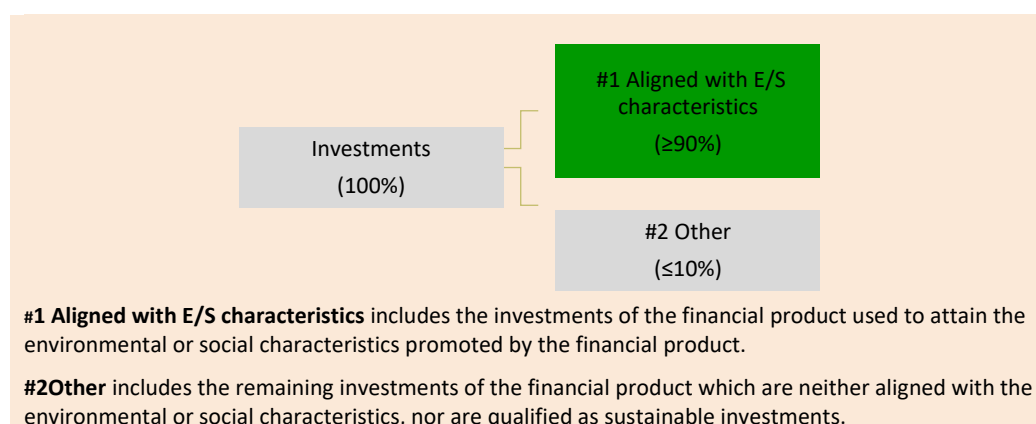 #1 Aligned with E/S
characteristics
(≥90%)
Investments
(100%)
#2 Other
(≤10%)
#1 Aligned with E/S characteristics includes the investments of the financial product used to attain the
environmental or social characteristics promoted by the financial product.
#2Other includes the remaining investments of the financial product which are neither aligned with the
environmental or social characteristics, nor are qualified as sustainable investments.